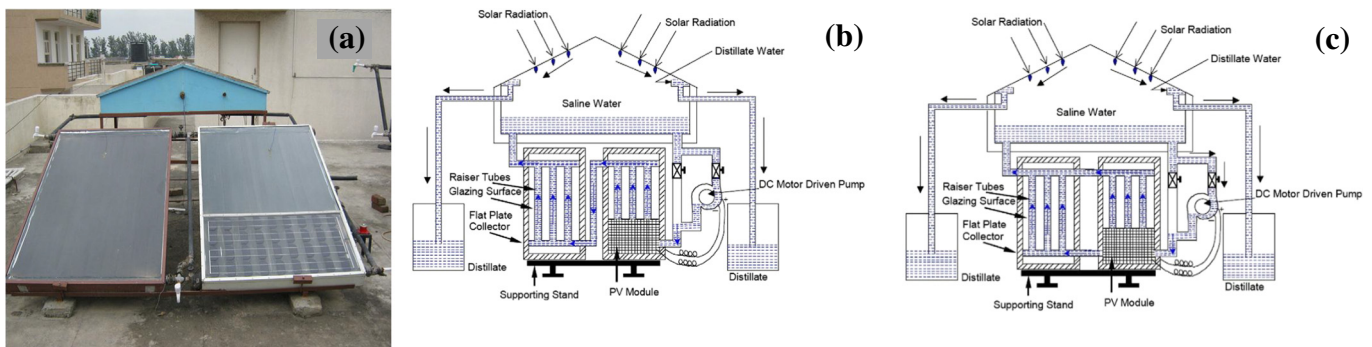 (a)
Solar Radiation
Solar Radiation
Distillate Water
Saline Water
Raiser Tubes
Glazing Surface
Flat Plate
Collector
DC Motor Driven Pump
Distillate
Distillate
Supporting Stand
PV Module
(b)
Solar Radiation
Solar Radiation
Distillate Water
Saline Water
Raiser Tubes
Glazing Surface
Flat Plate
Collector
DC Motor Driven Pump
Distillate
Distillate
Supporting Stand
PV Module
(c)